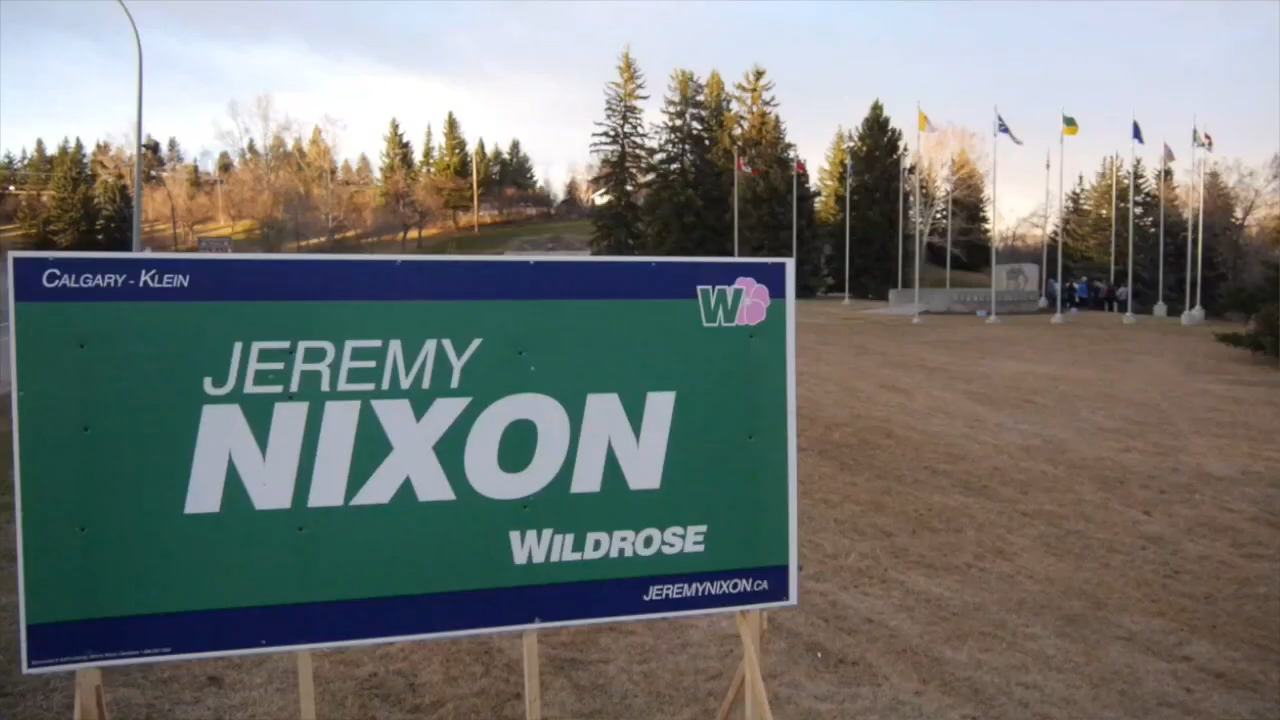 CALGARY - KLEIN
W
JEREMY
NIXON
WILDROSE
JEREMYNIXON.CA